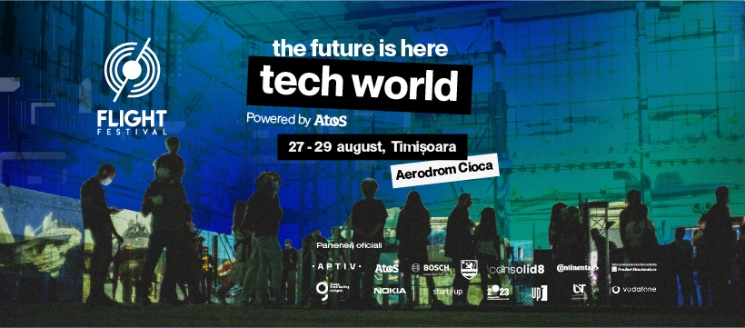 FLIGHT
FESTIVAL
the future is here
tech world
Powered by Atos
27 - 29 august, Timișoara
Aerodrom Cioca
Parteneri oficiali
· APTIV ·
Atos
BOSCH
consolid8
Continental
NOKIA
startup
2023
UP
vodafone